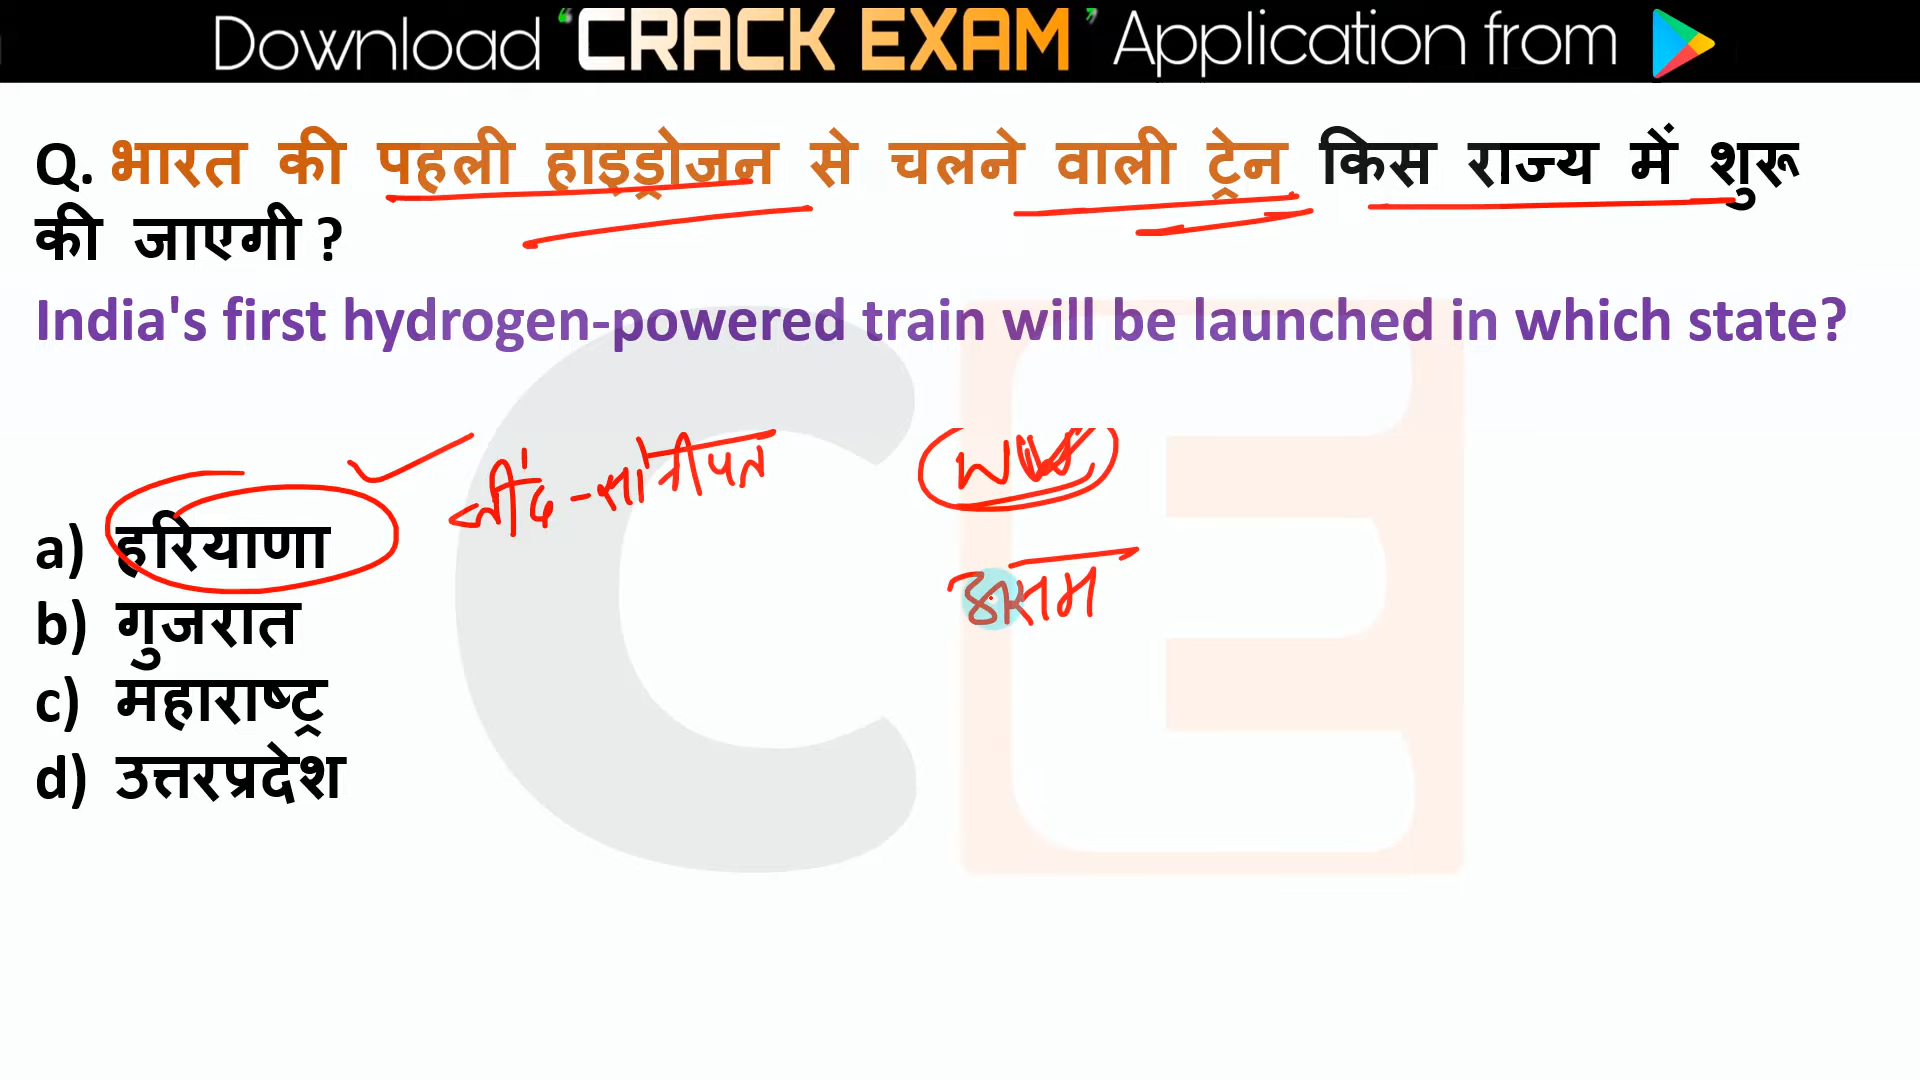 Download “CRACK EXAM” Application from
Q. भारत की पहली हाइड्रोजन से चलने वाली ट्रेन किस राज्य में शुरू
की जाएगी ?
India's first hydrogen-powered train will be launched in which state?
जींद - सोनीपत
a) हरियाणा
असम
b) गुजरात
c) महाराष्ट्र
d) उत्तरप्रदेश
CE